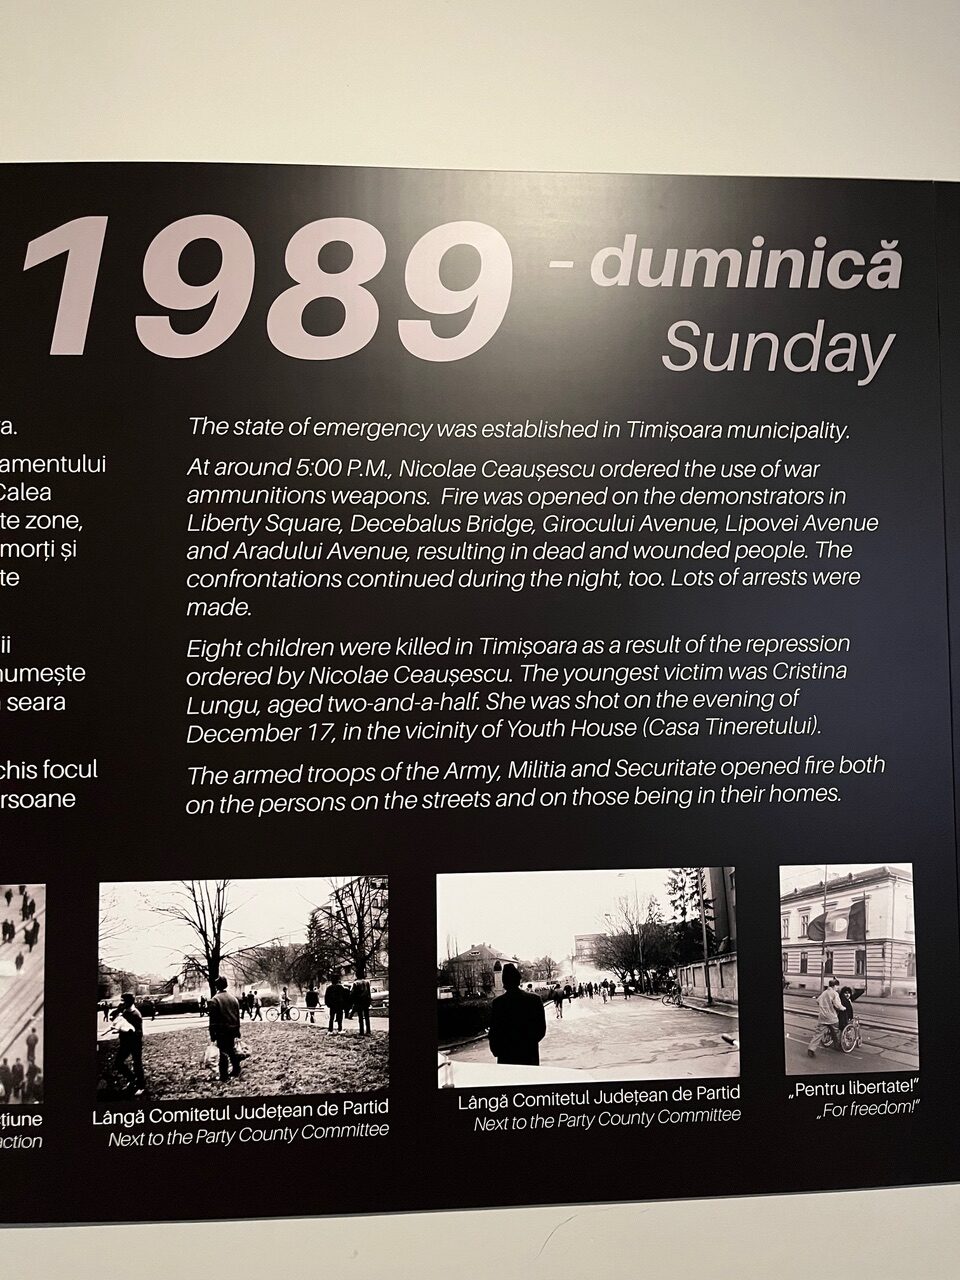 1989 - duminică
Sunday
a.
amentului
Calea
te zone,
morți și
te
ii
numește
seara
chis focul
rsoane
The state of emergency was established in Timișoara municipality.
At around 5:00 P.M., Nicolae Ceaușescu ordered the use of war
ammunitions weapons. Fire was opened on the demonstrators in
Liberty Square, Decebalus Bridge, Girocului Avenue, Lipovei Avenue
and Aradului Avenue, resulting in dead and wounded people. The
confrontations continued during the night, too. Lots of arrests were
made.
Eight children were killed in Timișoara as a result of the repression
ordered by Nicolae Ceaușescu. The youngest victim was Cristina
Lungu, aged two-and-a-half. She was shot on the evening of
December 17, in the vicinity of Youth House (Casa Tineretului).
The armed troops of the Army, Militia and Securitate opened fire both
on the persons on the streets and on those being in their homes.
țiune
action
Lângă Comitetul Județean de Partid
Next to the Party County Committee
Lângă Comitetul Județean de Partid
Next to the Party County Committee
„Pentru libertate!”
„For freedom!”